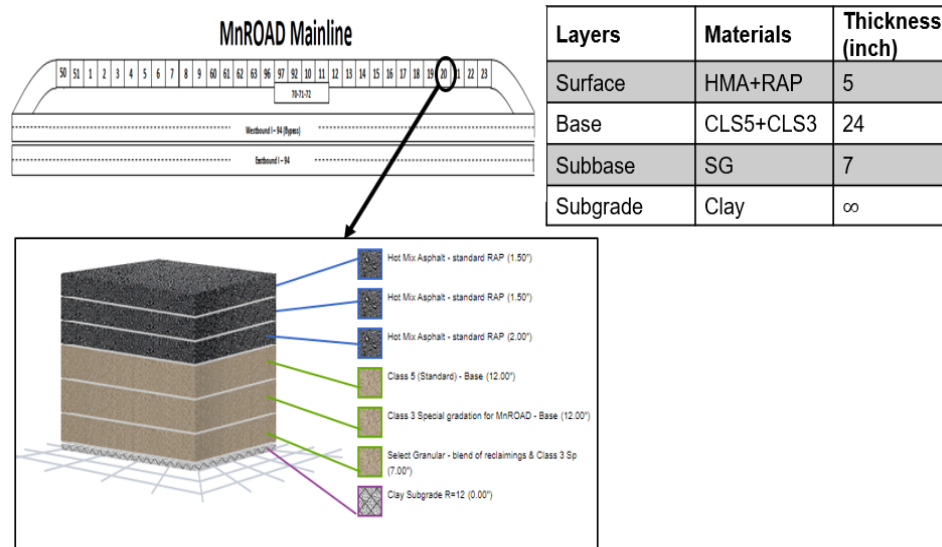 MnROAD Mainline
50 51 1 2 3 4 5 6 7 8 9 60 61 62 63 96 97 92 10 11 12 13 14 15 16 17 18 19 20 21 22 23
70-71-72
Westbound I-94 (Bypass)
Eastbound I-94
Layers Materials Thickness
(inch)
Surface HMA+RAP 5
Base CLS5+CLS3 24
Subbase SG 7
Subgrade Clay ∞
Hot Mix Asphalt - standard RAP (1.50")
Hot Mix Asphalt - standard RAP (1.50")
Hot Mix Asphalt - standard RAP (2.00")
Class 5 (Standard) - Base (12.00")
Class 3 Special gradation for MnROAD - Base (12.00")
Select Granular - blend of reclaimings & Class 3 Sp
(7.00")
Clay Subgrade R=12 (0.00")